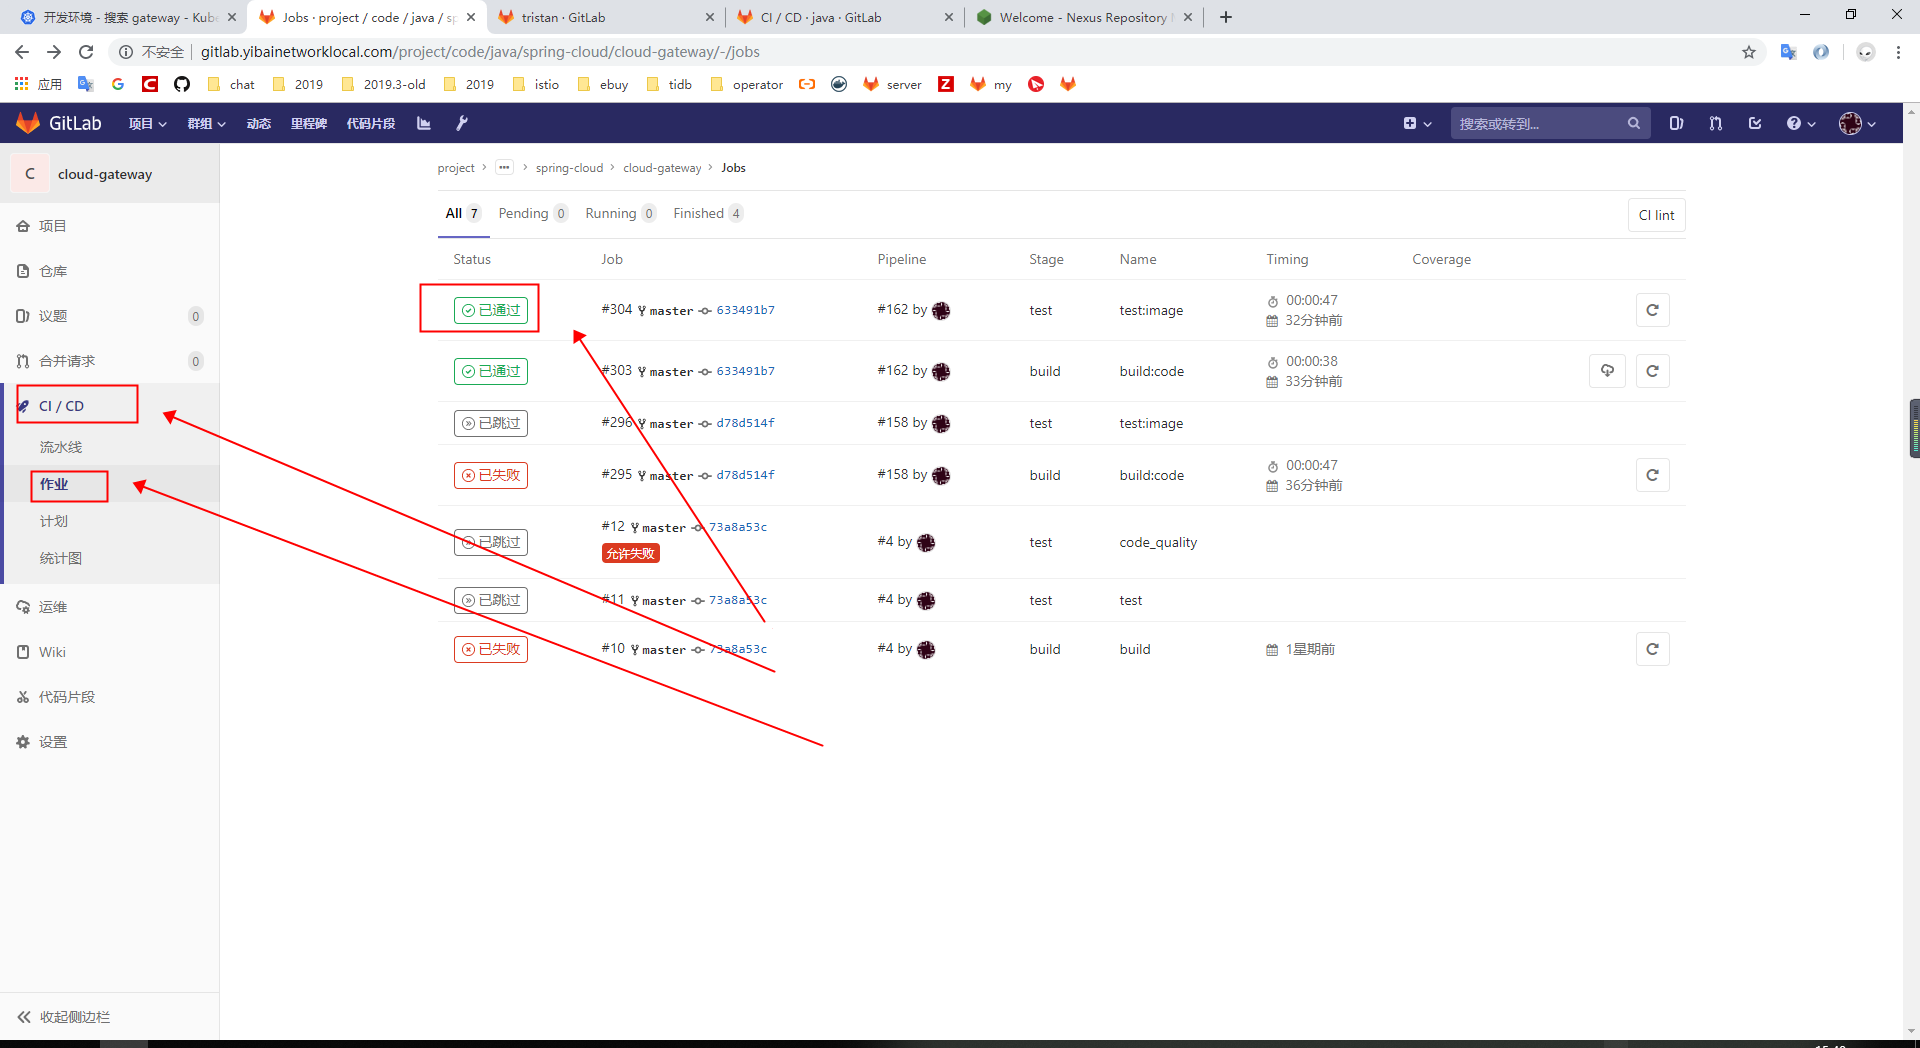 开发环境 - 搜索 gateway - Kube
Jobs · project / code / java / sp
tristan · GitLab
CI / CD · java · GitLab
Welcome - Nexus Repository
不安全 gitlab.yibainetworklocal.com/project/code/java/spring-cloud/cloud-gateway/-/jobs
应用 chat 2019 2019.3-old 2019 istio ebuy tidb operator server my
GitLab 项目 群组 动态 里程碑 代码片段 搜索或转到...
C cloud-gateway
项目
仓库
议题 0
合并请求 0
CI / CD
流水线
作业
计划
统计图
运维
Wiki
代码片段
设置
收起侧边栏
project › ··· › spring-cloud › cloud-gateway › Jobs
All 7 Pending 0 Running 0 Finished 4 CI lint
Status Job Pipeline Stage Name Timing Coverage
已通过 #304 master 633491b7 #162 by test test:image 00:00:47
32分钟前
已通过 #303 master 633491b7 #162 by build build:code 00:00:38
33分钟前
已跳过 #296 master d78d514f #158 by test test:image
已失败 #295 master d78d514f #158 by build build:code 00:00:47
36分钟前
已跳过 #12 master 73a8a53c #4 by test code_quality
允许失败
已跳过 #11 master 73a8a53c #4 by test test
已失败 #10 master 73a8a53c #4 by build build 1星期前